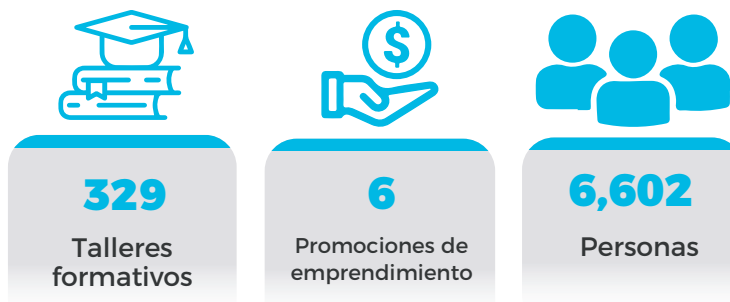 $
329
Talleres
formativos
6
Promociones de
emprendimiento
6,602
Personas